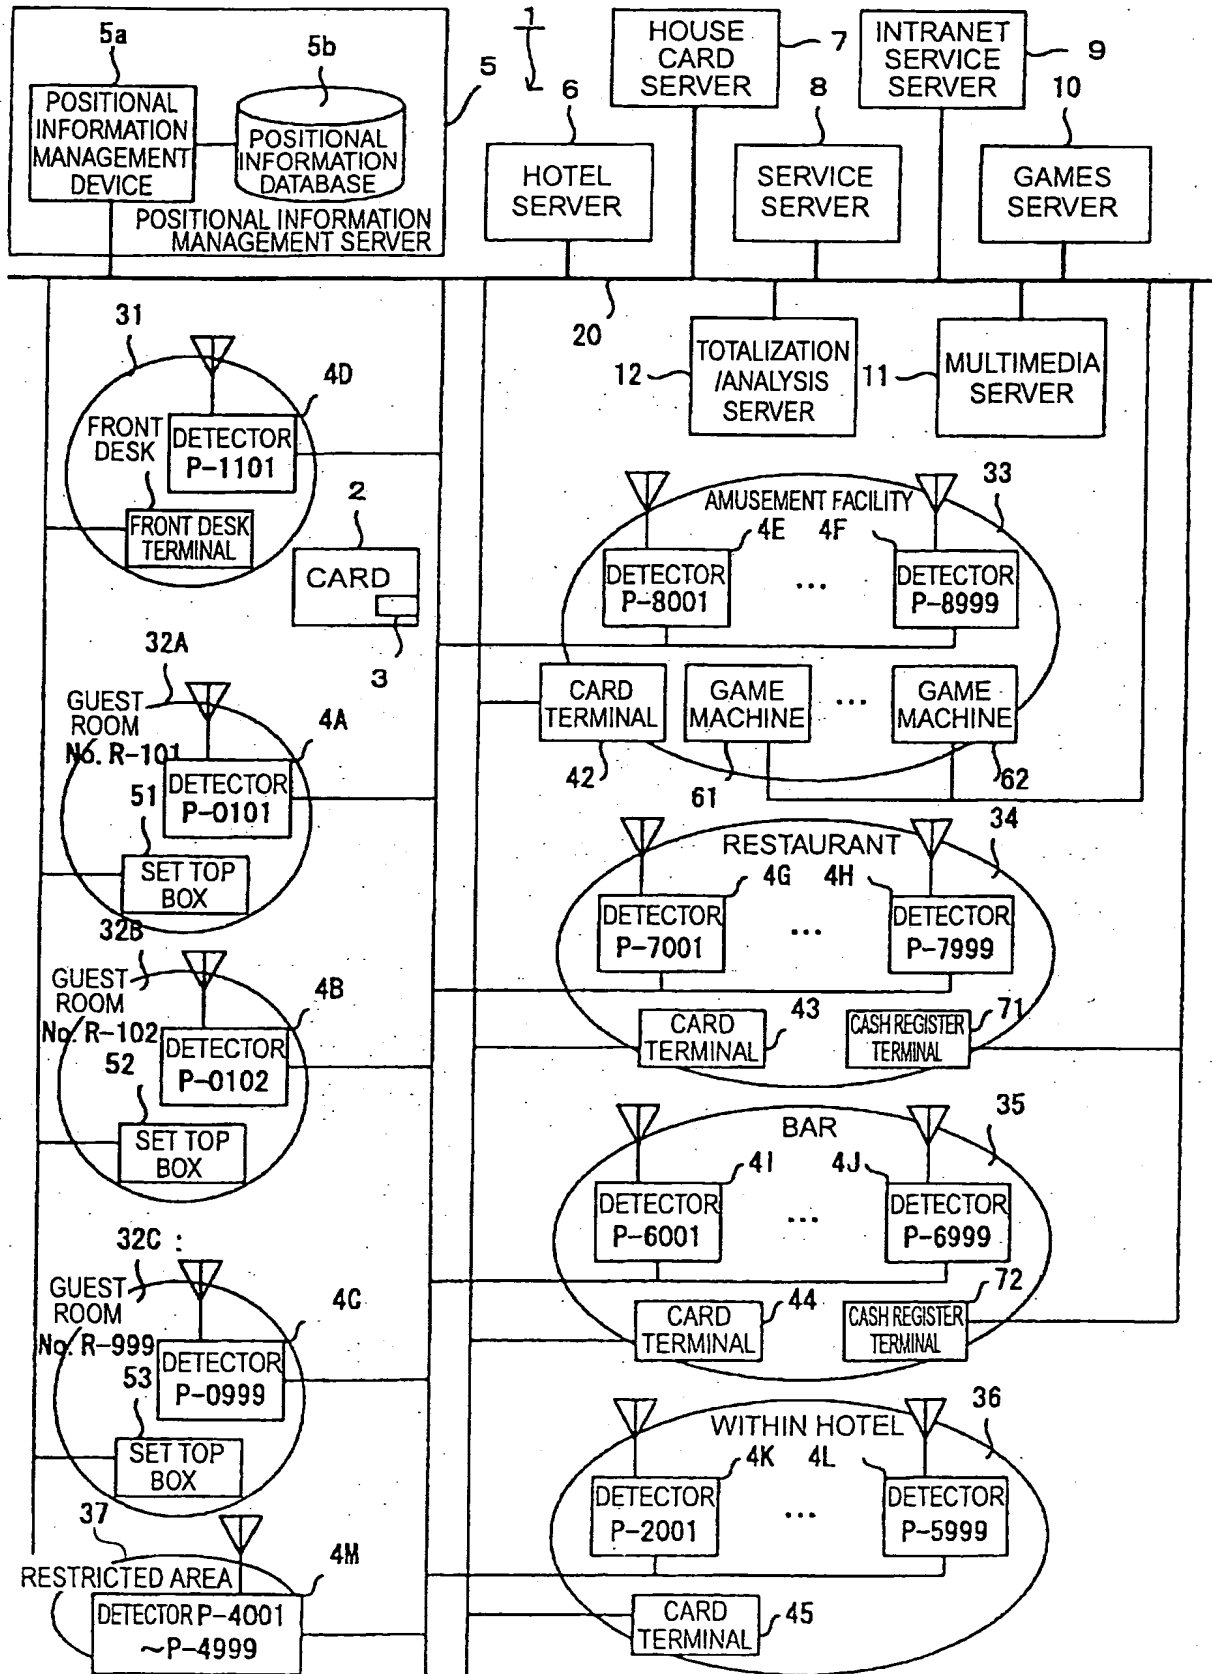 1
5a
5b
5
POSITIONAL
INFORMATION
MANAGEMENT
DEVICE
POSITIONAL
INFORMATION
DATABASE
POSITIONAL INFORMATION
MANAGEMENT SERVER
HOUSE
CARD
SERVER
7
INTRANET
SERVICE
SERVER
9
6
HOTEL
SERVER
8
SERVICE
SERVER
10
GAMES
SERVER
20
12
TOTALIZATION
/ANALYSIS
SERVER
11
MULTIMEDIA
SERVER
31
4D
FRONT
DESK
DETECTOR
P-1101
FRONT DESK
TERMINAL
2
CARD
3
32A
GUEST
ROOM
No. R-101
4A
DETECTOR
P-0101
51
SET TOP
BOX
32B
GUEST
ROOM
No. R-102
4B
DETECTOR
P-0102
52
SET TOP
BOX
32C :
GUEST
ROOM
No. R-999
4C
DETECTOR
P-0999
53
SET TOP
BOX
37
RESTRICTED AREA
4M
DETECTOR P-4001
~P-4999
33
AMUSEMENT FACILITY
4E 4F
DETECTOR
P-8001
...
DETECTOR
P-8999
CARD
TERMINAL
GAME
MACHINE
...
GAME
MACHINE
42
61
62
34
RESTAURANT
4G 4H
DETECTOR
P-7001
...
DETECTOR
P-7999
CARD
TERMINAL
43
CASH REGISTER
TERMINAL
71
35
BAR
4I 4J
DETECTOR
P-6001
...
DETECTOR
P-6999
CARD
TERMINAL
44
CASH REGISTER
TERMINAL
72
36
WITHIN HOTEL
4K 4L
DETECTOR
P-2001
...
DETECTOR
P-5999
CARD
TERMINAL
45